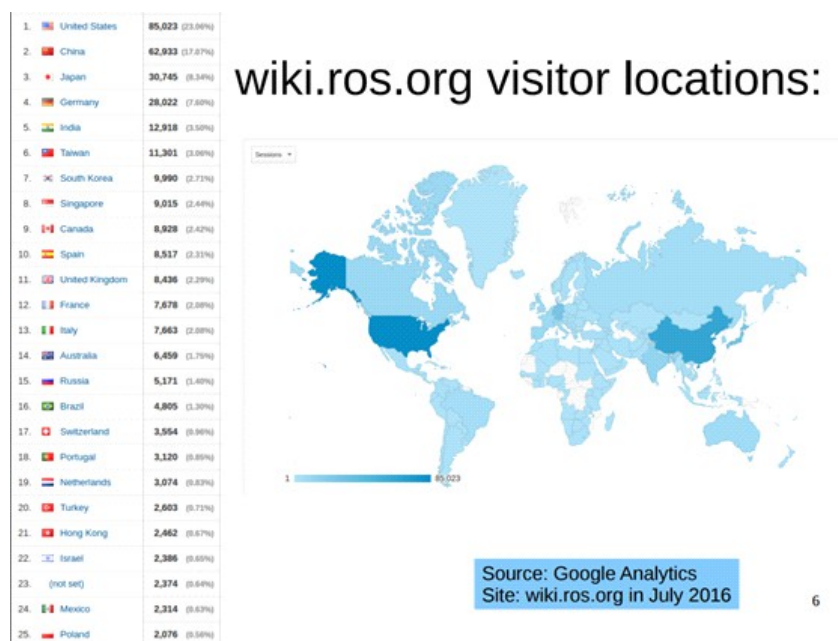 1. United States 85,023 (23.06%)
2. China 62,933 (17.07%)
3. Japan 30,745 (8.34%)
4. Germany 28,022 (7.60%)
5. India 12,918 (3.50%)
6. Taiwan 11,301 (3.06%)
7. South Korea 9,990 (2.71%)
8. Singapore 9,015 (2.44%)
9. Canada 8,928 (2.42%)
10. Spain 8,517 (2.31%)
11. United Kingdom 8,436 (2.29%)
12. France 7,678 (2.08%)
13. Italy 7,663 (2.08%)
14. Australia 6,459 (1.75%)
15. Russia 5,171 (1.40%)
16. Brazil 4,805 (1.30%)
17. Switzerland 3,554 (0.96%)
18. Portugal 3,120 (0.85%)
19. Netherlands 3,074 (0.83%)
20. Turkey 2,603 (0.71%)
21. Hong Kong 2,462 (0.67%)
22. Israel 2,386 (0.65%)
23. (not set) 2,374 (0.64%)
24. Mexico 2,314 (0.63%)
25. Poland 2,076 (0.56%)
wiki.ros.org visitor locations:
Sessions
1 85,023
Source: Google Analytics
Site: wiki.ros.org in July 2016
6